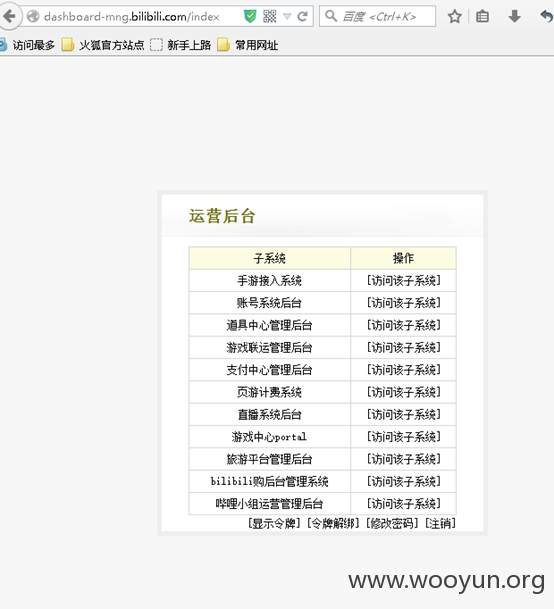 dashboard-mng.bilibili.com/index
百度 <Ctrl+K>
访问最多 火狐官方站点 新手上路 常用网址
运营后台
子系统 操作
手游接入系统 [访问该子系统]
账号系统后台 [访问该子系统]
道具中心管理后台 [访问该子系统]
游戏联运管理后台 [访问该子系统]
支付中心管理后台 [访问该子系统]
页游计费系统 [访问该子系统]
直播系统后台 [访问该子系统]
游戏中心portal [访问该子系统]
旅游平台管理后台 [访问该子系统]
bilibili购后台管理系统 [访问该子系统]
哔哩小组运营管理后台 [访问该子系统]
[显示令牌] [令牌解绑] [修改密码] [注销]
www.wooyun.org